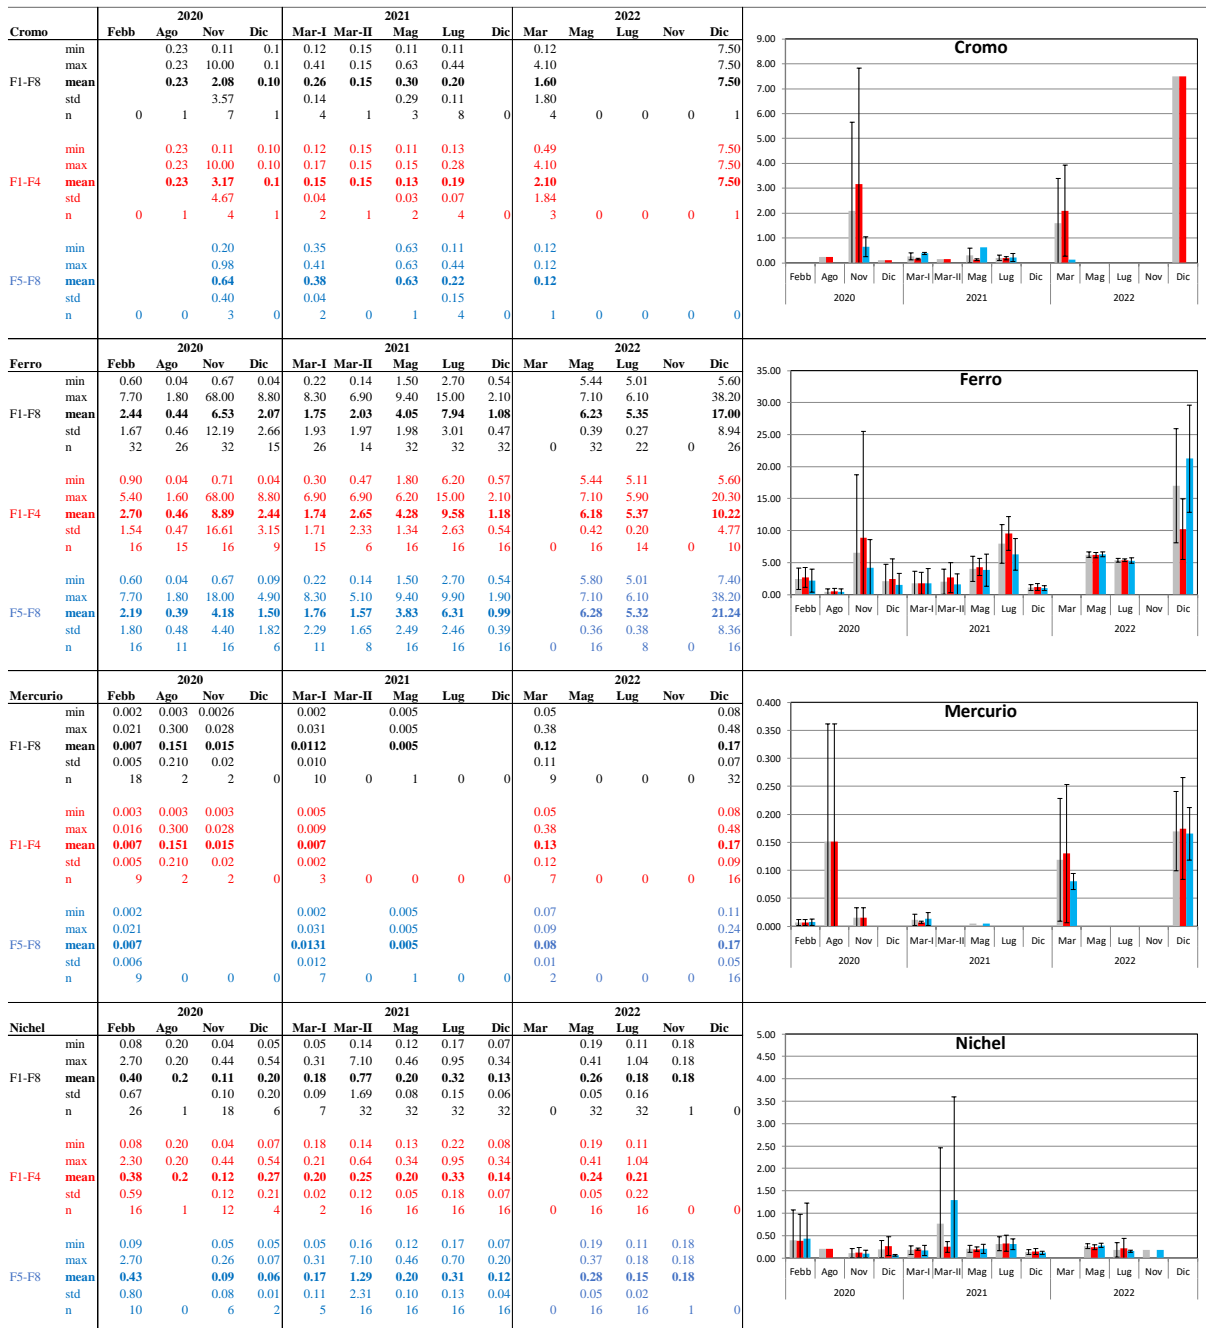 2020 2021 2022
Cromo Febb Ago Nov Dic Mar-I Mar-II Mag Lug Dic Mar Mag Lug Nov Dic
min 0.23 0.11 0.1 0.12 0.15 0.11 0.11 0.12 7.50
max 0.23 10.00 0.1 0.41 0.15 0.63 0.44 4.10 7.50
F1-F8 mean 0.23 2.08 0.10 0.26 0.15 0.30 0.20 1.60 7.50
std 3.57 0.14 0.29 0.11 1.80
n 0 1 7 1 4 1 3 8 0 4 0 0 0 1
min 0.23 0.11 0.10 0.12 0.15 0.11 0.13 0.49 7.50
max 0.23 10.00 0.10 0.17 0.15 0.15 0.28 4.10 7.50
F1-F4 mean 0.23 3.17 0.1 0.15 0.15 0.13 0.19 2.10 7.50
std 4.67 0.04 0.03 0.07 1.84
n 0 1 4 1 2 1 2 4 0 3 0 0 0 1
min 0.20 0.35 0.63 0.11 0.12
max 0.98 0.41 0.63 0.44 0.12
F5-F8 mean 0.64 0.38 0.63 0.22 0.12
std 0.40 0.04 0.15
n 0 0 3 0 2 0 1 4 0 1 0 0 0 0
Cromo
9.00
8.00
7.00
6.00
5.00
4.00
3.00
2.00
1.00
0.00
Febb Ago Nov Dic Mar-I Mar-II Mag Lug Dic Mar Mag Lug Nov Dic
2020 2021 2022
2020 2021 2022
Ferro Febb Ago Nov Dic Mar-I Mar-II Mag Lug Dic Mar Mag Lug Nov Dic
min 0.60 0.04 0.67 0.04 0.22 0.14 1.50 2.70 0.54 5.44 5.01 5.60
max 7.70 1.80 68.00 8.80 8.30 6.90 9.40 15.00 2.10 7.10 6.10 38.20
F1-F8 mean 2.44 0.44 6.53 2.07 1.75 2.03 4.05 7.94 1.08 6.23 5.35 17.00
std 1.67 0.46 12.19 2.66 1.93 1.97 1.98 3.01 0.47 0.39 0.27 8.94
n 32 26 32 15 26 14 32 32 32 0 32 22 0 26
min 0.90 0.04 0.71 0.04 0.30 0.47 1.80 6.20 0.57 5.44 5.11 5.60
max 5.40 1.60 68.00 8.80 6.90 6.90 6.20 15.00 2.10 7.10 5.90 20.30
F1-F4 mean 2.70 0.46 8.89 2.44 1.74 2.65 4.28 9.58 1.18 6.18 5.37 10.22
std 1.54 0.47 16.61 3.15 1.71 2.33 1.34 2.63 0.54 0.42 0.20 4.77
n 16 15 16 9 15 6 16 16 16 0 16 14 0 10
min 0.60 0.04 0.67 0.09 0.22 0.14 1.50 2.70 0.54 5.80 5.01 7.40
max 7.70 1.80 18.00 4.90 8.30 5.10 9.40 9.90 1.90 7.10 6.10 38.20
F5-F8 mean 2.19 0.39 4.18 1.50 1.76 1.57 3.83 6.31 0.99 6.28 5.32 21.24
std 1.80 0.48 4.40 1.82 2.29 1.65 2.49 2.46 0.39 0.36 0.38 8.36
n 16 11 16 6 11 8 16 16 16 0 16 8 0 16
Ferro
35.00
30.00
25.00
20.00
15.00
10.00
5.00
0.00
Febb Ago Nov Dic Mar-I Mar-II Mag Lug Dic Mar Mag Lug Nov Dic
2020 2021 2022
2020 2021 2022
Mercurio Febb Ago Nov Dic Mar-I Mar-II Mag Lug Dic Mar Mag Lug Nov Dic
min 0.002 0.003 0.0026 0.002 0.005 0.05 0.08
max 0.021 0.300 0.028 0.031 0.005 0.38 0.48
F1-F8 mean 0.007 0.151 0.015 0.0112 0.005 0.12 0.17
std 0.005 0.210 0.02 0.010 0.11 0.07
n 18 2 2 0 10 0 1 0 0 9 0 0 0 32
min 0.003 0.003 0.003 0.005 0.05 0.08
max 0.016 0.300 0.028 0.009 0.38 0.48
F1-F4 mean 0.007 0.151 0.015 0.007 0.13 0.17
std 0.005 0.210 0.02 0.002 0.12 0.09
n 9 2 2 0 3 0 0 0 0 7 0 0 0 16
min 0.002 0.002 0.005 0.07 0.11
max 0.021 0.031 0.005 0.09 0.24
F5-F8 mean 0.007 0.0131 0.005 0.08 0.17
std 0.006 0.012 0.01 0.05
n 9 0 0 0 7 0 1 0 0 2 0 0 0 16
Mercurio
0.400
0.350
0.300
0.250
0.200
0.150
0.100
0.050
0.000
Febb Ago Nov Dic Mar-I Mar-II Mag Lug Dic Mar Mag Lug Nov Dic
2020 2021 2022
2020 2021 2022
Nichel Febb Ago Nov Dic Mar-I Mar-II Mag Lug Dic Mar Mag Lug Nov Dic
min 0.08 0.20 0.04 0.05 0.05 0.14 0.12 0.17 0.07 0.19 0.11 0.18
max 2.70 0.20 0.44 0.54 0.31 7.10 0.46 0.95 0.34 0.41 1.04 0.18
F1-F8 mean 0.40 0.2 0.11 0.20 0.18 0.77 0.20 0.32 0.13 0.26 0.18 0.18
std 0.67 0.10 0.20 0.09 1.69 0.08 0.15 0.06 0.05 0.16
n 26 1 18 6 7 32 32 32 32 0 32 32 1 0
min 0.08 0.20 0.04 0.07 0.18 0.14 0.13 0.22 0.08 0.19 0.11
max 2.30 0.20 0.44 0.54 0.21 0.64 0.34 0.95 0.34 0.41 1.04
F1-F4 mean 0.38 0.2 0.12 0.27 0.20 0.25 0.20 0.33 0.14 0.24 0.21
std 0.59 0.12 0.21 0.02 0.12 0.05 0.18 0.07 0.05 0.22
n 16 1 12 4 2 16 16 16 16 0 16 16 0 0
min 0.09 0.05 0.05 0.05 0.16 0.12 0.17 0.07 0.19 0.11 0.18
max 2.70 0.26 0.07 0.31 7.10 0.46 0.70 0.20 0.37 0.18 0.18
F5-F8 mean 0.43 0.09 0.06 0.17 1.29 0.20 0.31 0.12 0.28 0.15 0.18
std 0.80 0.08 0.01 0.11 2.31 0.10 0.13 0.04 0.05 0.02
n 10 0 6 2 5 16 16 16 16 0 16 16 1 0
Nichel
5.00
4.50
4.00
3.50
3.00
2.50
2.00
1.50
1.00
0.50
0.00
Febb Ago Nov Dic Mar-I Mar-II Mag Lug Dic Mar Mag Lug Nov Dic
2020 2021 2022